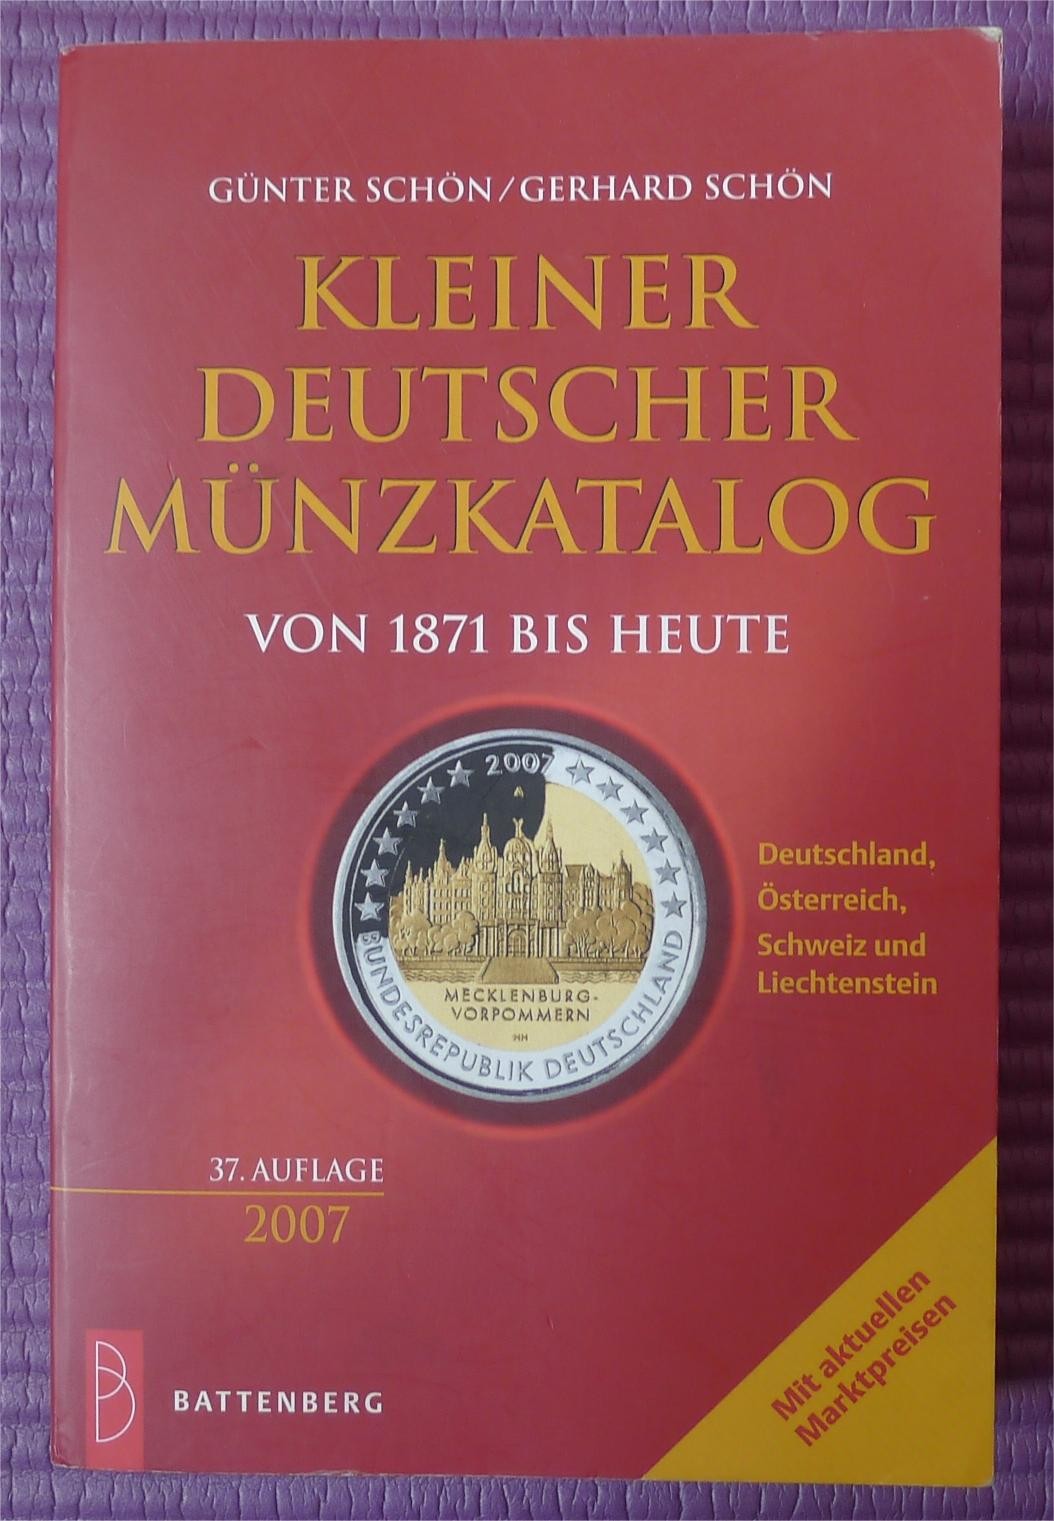 GÜNTER SCHÖN/GERHARD SCHÖN
KLEINER
DEUTSCHER
MÜNZKATALOG
VON 1871 BIS HEUTE
2007
A
MECKLENBURG-
VORPOMMERN
HH
BUNDESREPUBLIK DEUTSCHLAND
Deutschland,
Österreich,
Schweiz und
Liechtenstein
37. AUFLAGE
2007
BATTENBERG
Mit aktuellen
Marktpreisen